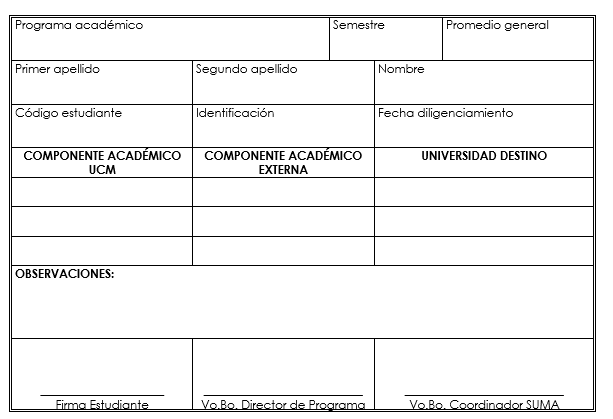 Programa académico Semestre Promedio general
Primer apellido Segundo apellido Nombre
Código estudiante Identificación Fecha diligenciamiento
COMPONENTE ACADÉMICO UCM COMPONENTE ACADÉMICO EXTERNA UNIVERSIDAD DESTINO
OBSERVACIONES:
Firma Estudiante Vo.Bo. Director de Programa Vo.Bo. Coordinador SUMA